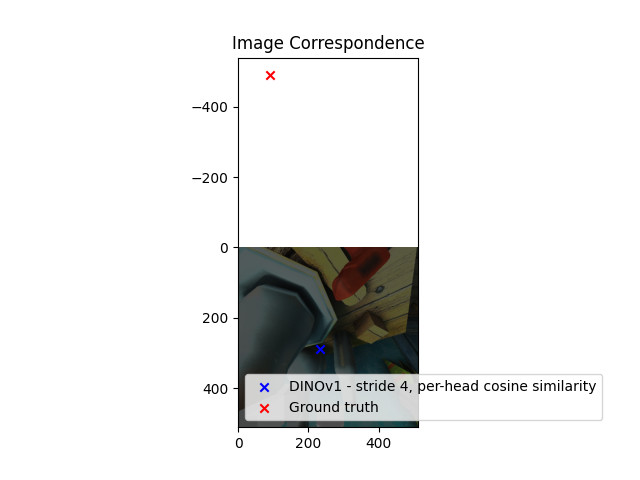 Image Correspondence
−400
−200
0
200
400
DINOv1 - stride 4, per-head cosine similarity
Ground truth
0
200
400